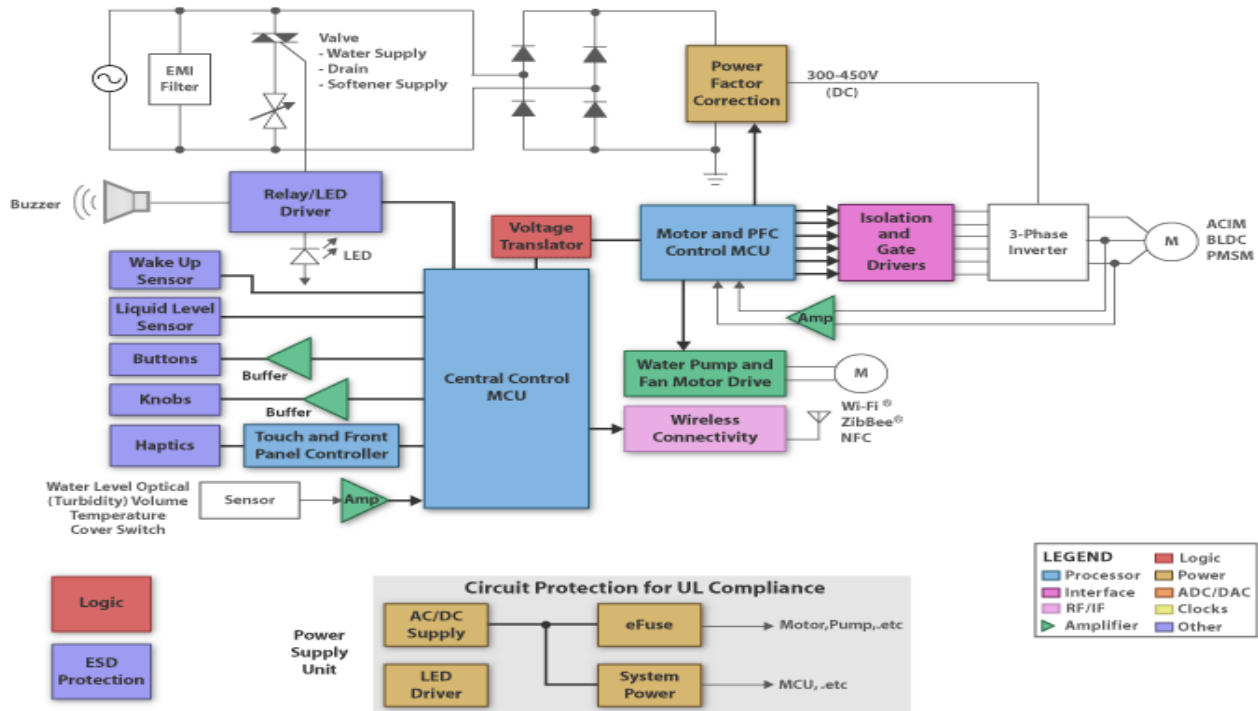 EMI
Filter
Valve
- Water Supply
- Drain
- Softener Supply
Power
Factor
Correction
300-450V
(DC)
Buzzer
Relay/LED
Driver
LED
Voltage
Translator
Motor and PFC
Control MCU
Isolation
and
Gate
Drivers
3-Phase
Inverter
M
ACIM
BLDC
PMSM
Amp
Wake Up
Sensor
Liquid Level
Sensor
Buttons
Buffer
Knobs
Buffer
Haptics
Touch and Front
Panel Controller
Central Control
MCU
Water Pump and
Fan Motor Drive
M
Wireless
Connectivity
Wi-Fi ®
ZibBee®
NFC
Water Level Optical
(Turbidity) Volume
Temperature
Cover Switch
Sensor
Amp
LEGEND
Processor
Interface
RF/IF
Amplifier
Logic
Power
ADC/DAC
Clocks
Other
Logic
ESD
Protection
Power
Supply
Unit
Circuit Protection for UL Compliance
AC/DC
Supply
eFuse
Motor,Pump,.etc
LED
Driver
System
Power
MCU,.etc